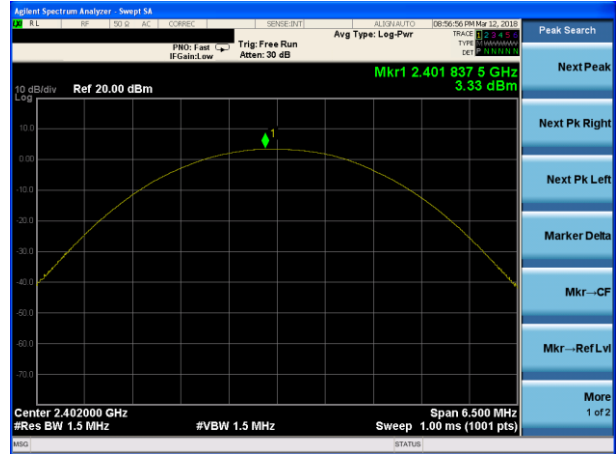 Agilent Spectrum Analyzer - Swept SA
RL RF 50 Ω AC CORREC SENSE:INT ALIGNAUTO 08:56:56 PM Mar 12, 2018
Avg Type: Log-Pwr TRACE 1 2 3 4 5 6
PNO: Fast Trig: Free Run TYPE M W W W W W
IFGain:Low Atten: 30 dB DET P N N N N N
Mkr1 2.401 837 5 GHz
3.33 dBm
10 dB/div Ref 20.00 dBm
Log
10.0
0.00
-10.0
-20.0
-30.0
-40.0
-50.0
-60.0
-70.0
1
Center 2.402000 GHz Span 6.500 MHz
#Res BW 1.5 MHz #VBW 1.5 MHz Sweep 1.00 ms (1001 pts)
MSG STATUS
Peak Search
Next Peak
Next Pk Right
Next Pk Left
Marker Delta
Mkr→CF
Mkr→Ref Lvl
More
1 of 2